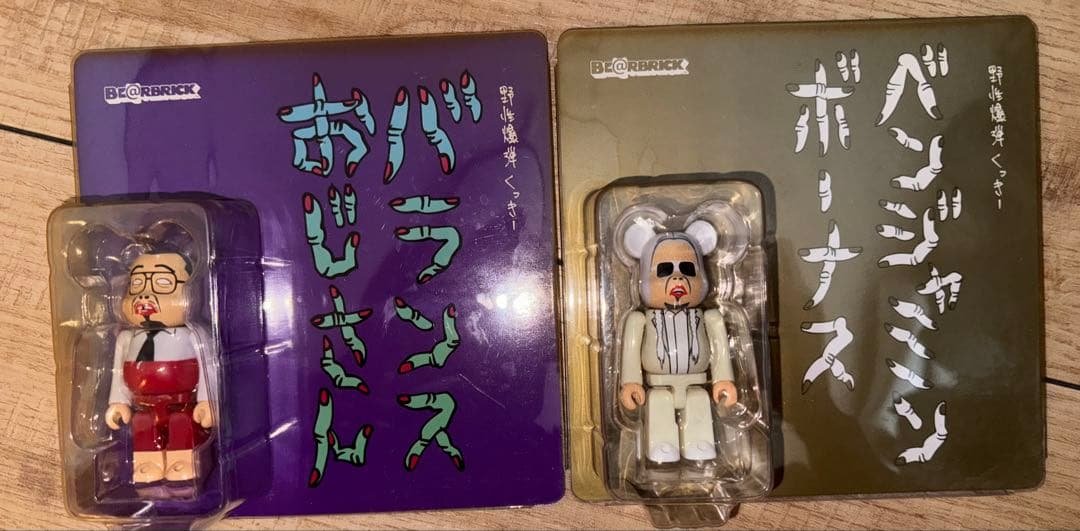 BE@RBRICK
野性爆弾 くっきー
バランス
おじさん
BE@RBRICK
野性爆弾 くっきー
ベンジャミン
ボーナス